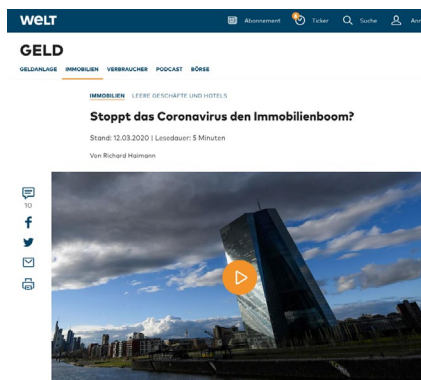 WELT
Abonnement Ticker Suche
GELD
GELDANLAGE IMMOBILIEN VERBRAUCHER PODCAST BÖRSE
IMMOBILIEN LEERE GESCHÄFTE UND HOTELS
Stoppt das Coronavirus den Immobilienboom?
Stand: 12.03.2020 | Lesedauer: 5 Minuten
Von Richard Haimann
10